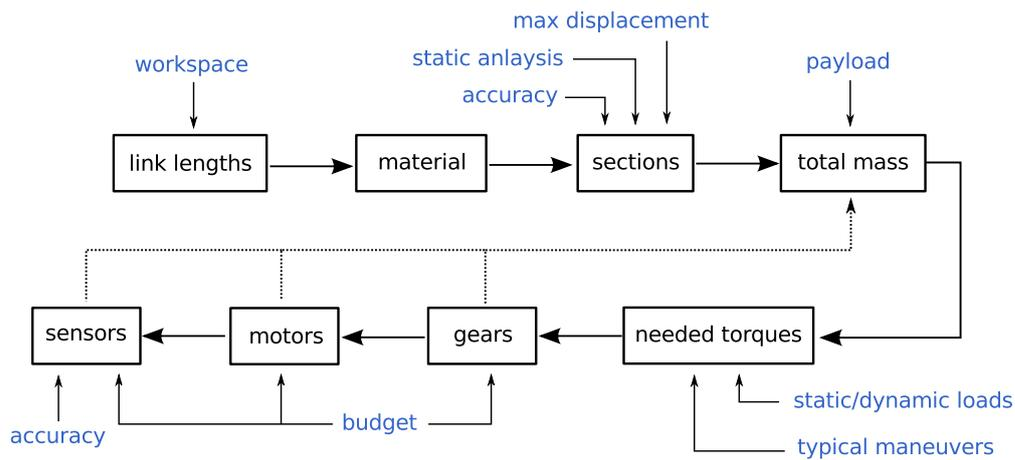 max displacement
workspace
static anlaysis
payload
accuracy
link lengths
material
sections
total mass
sensors
motors
gears
needed torques
static/dynamic loads
budget
accuracy
typical maneuvers